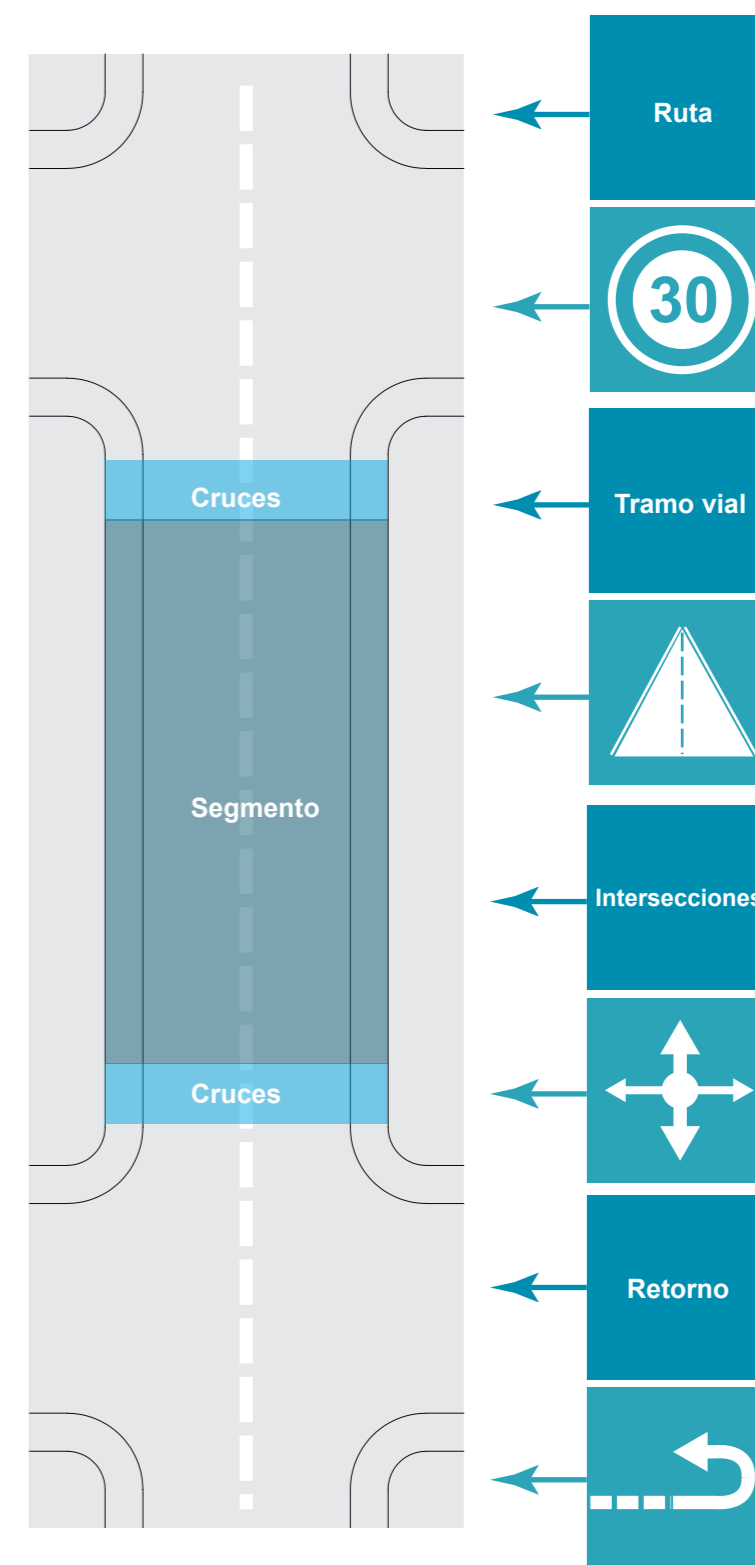 Ruta
30
Cruces
Tramo vial
Segmento
Intersecciones
Cruces
Retorno